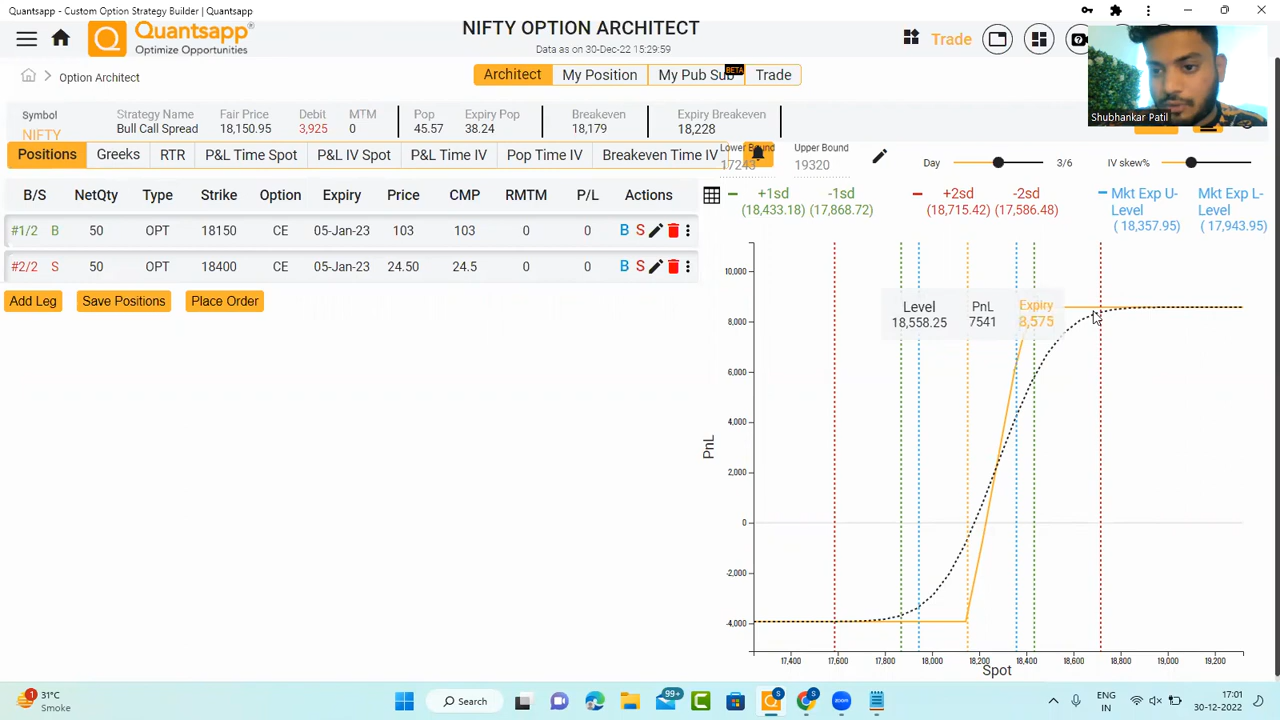 Quantsapp - Custom Option Strategy Builder | Quantsapp
Quantsapp®
Optimize Opportunities
NIFTY OPTION ARCHITECT
Data as on 30-Dec-22 15:29:59
Trade
Option Architect
Architect My Position My Pub Sub BETA Trade
Shubhankar Patil
Symbol Strategy Name Fair Price Debit MTM Pop Expiry Pop Breakeven Expiry Breakeven
NIFTY Bull Call Spread 18,150.95 3,925 0 45.57 38.24 18,179 18,228
Positions Greeks RTR P&L Time Spot P&L IV Spot P&L Time IV Pop Time IV Breakeven Time IV
Lower Bound Upper Bound
17243 19320
Day 3/6 IV skew%
B/S NetQty Type Strike Option Expiry Price CMP RMTM P/L Actions
#1/2 B 50 OPT 18150 CE 05-Jan-23 103 103 0 0 B S
#2/2 S 50 OPT 18400 CE 05-Jan-23 24.50 24.5 0 0 B S
Add Leg Save Positions Place Order
+1sd -1sd +2sd -2sd Mkt Exp U-Level Mkt Exp L-Level
(18,433.18) (17,868.72) (18,715.42) (17,586.48) ( 18,357.95) ( 17,943.95)
Level PnL Expiry
18,558.25 7541 8,575
10,000
8,000
6,000
4,000
2,000
0
-2,000
-4,000
PnL
17,400 17,600 17,800 18,000 18,200 18,400 18,600 18,800 19,000 19,200
Spot
1
31°C
Smoke
Search
99+
S
S
ENG
IN
17:01
30-12-2022